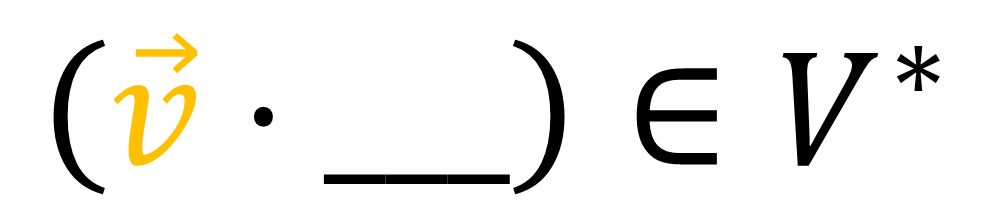 (v⃗ · ___) ∈ V*